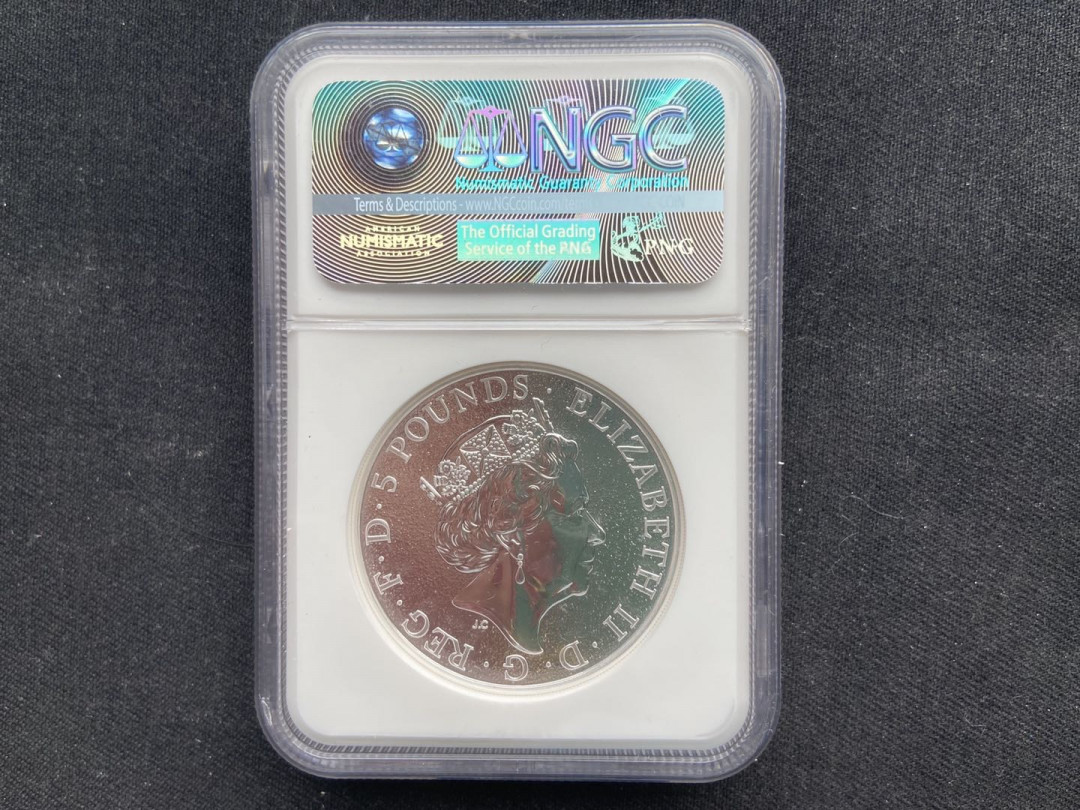 NGC
Numismatic Guaranty Corporation
Terms & Descriptions - www.NGCcoin.com/
AMERICAN
NUMISMATIC
ASSOCIATION
The Official Grading
Service of the PNG
PNG
ELIZABETH II · D · G · REG · F · D · 5 POUNDS ·
J.C